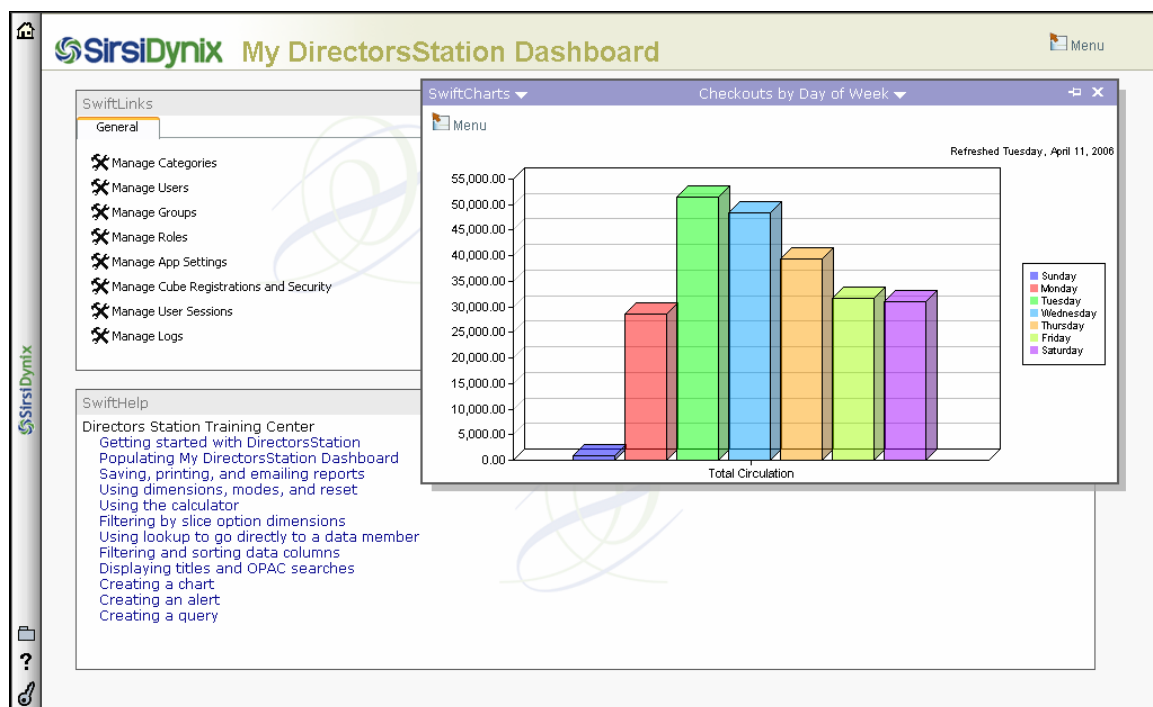 SirsiDynix My DirectorsStation Dashboard
Menu
SwiftLinks
General
Manage Categories
Manage Users
Manage Groups
Manage Roles
Manage App Settings
Manage Cube Registrations and Security
Manage User Sessions
Manage Logs
SwiftCharts
Checkouts by Day of Week
Menu
Refreshed Tuesday, April 11, 2006
55,000.00
50,000.00
45,000.00
40,000.00
35,000.00
30,000.00
25,000.00
20,000.00
15,000.00
10,000.00
5,000.00
0.00
Total Circulation
Sunday
Monday
Tuesday
Wednesday
Thursday
Friday
Saturday
SwiftHelp
Directors Station Training Center
Getting started with DirectorsStation
Populating My DirectorsStation Dashboard
Saving, printing, and emailing reports
Using dimensions, modes, and reset
Using the calculator
Filtering by slice option dimensions
Using lookup to go directly to a data member
Filtering and sorting data columns
Displaying titles and OPAC searches
Creating a chart
Creating an alert
Creating a query
SirsiDynix
?